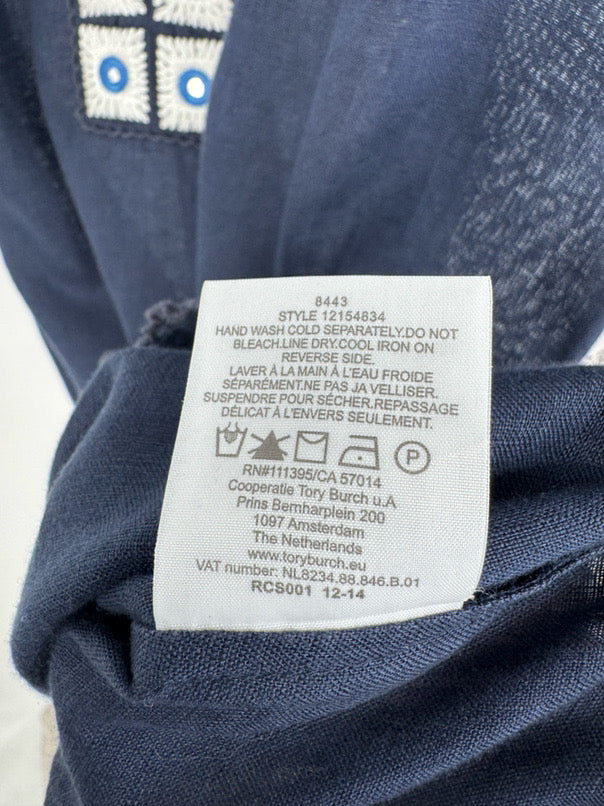 8443
STYLE 12154834
HAND WASH COLD SEPARATELY.DO NOT
BLEACH.LINE DRY.COOL IRON ON
REVERSE SIDE.
LAVER À LA MAIN À L'EAU FROIDE
SÉPARÉMENT.NE PAS JA VELLISER.
SUSPENDRE POUR SÉCHER.REPASSAGE
DÉLICAT À L'ENVERS SEULEMENT.
P
RN#111395/CA 57014
Cooperatie Tory Burch u.A
Prins Bernharplein 200
1097 Amsterdam
The Netherlands
www.toryburch.eu
VAT number: NL8234.88.846.B.01
RCS001 12-14